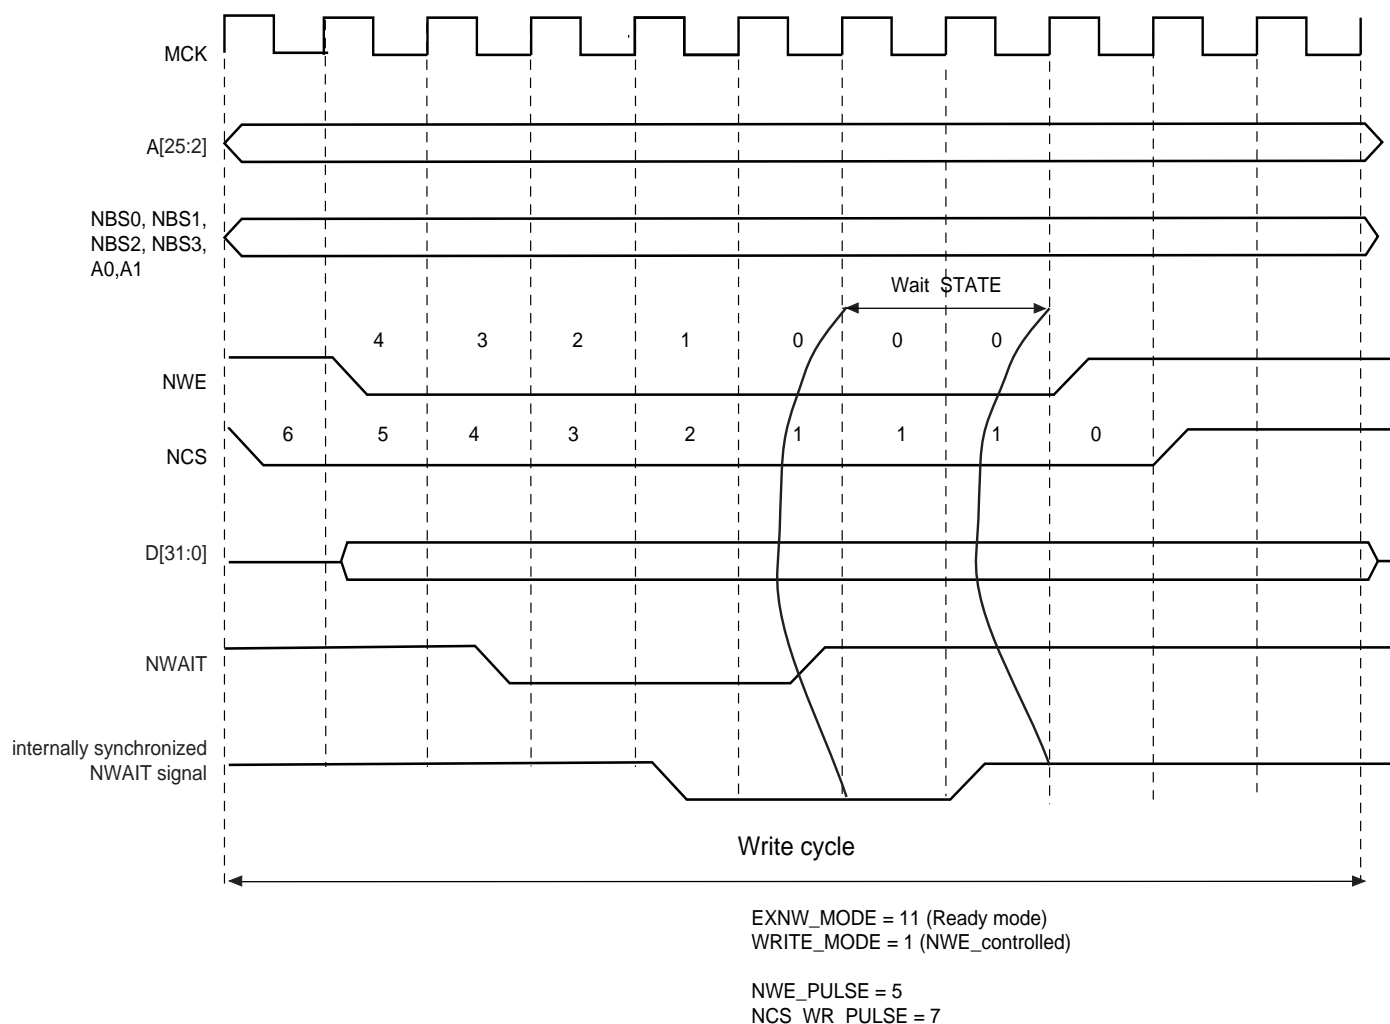 MCK
A[25:2]
NBS0, NBS1,
NBS2, NBS3,
A0,A1
Wait STATE
4 3 2 1 0 0 0
NWE
6 5 4 3 2 1 1 1 0
NCS
D[31:0]
NWAIT
internally synchronized
NWAIT signal
Write cycle
EXNW_MODE = 11 (Ready mode)
WRITE_MODE = 1 (NWE_controlled)
NWE_PULSE = 5
NCS_WR_PULSE = 7